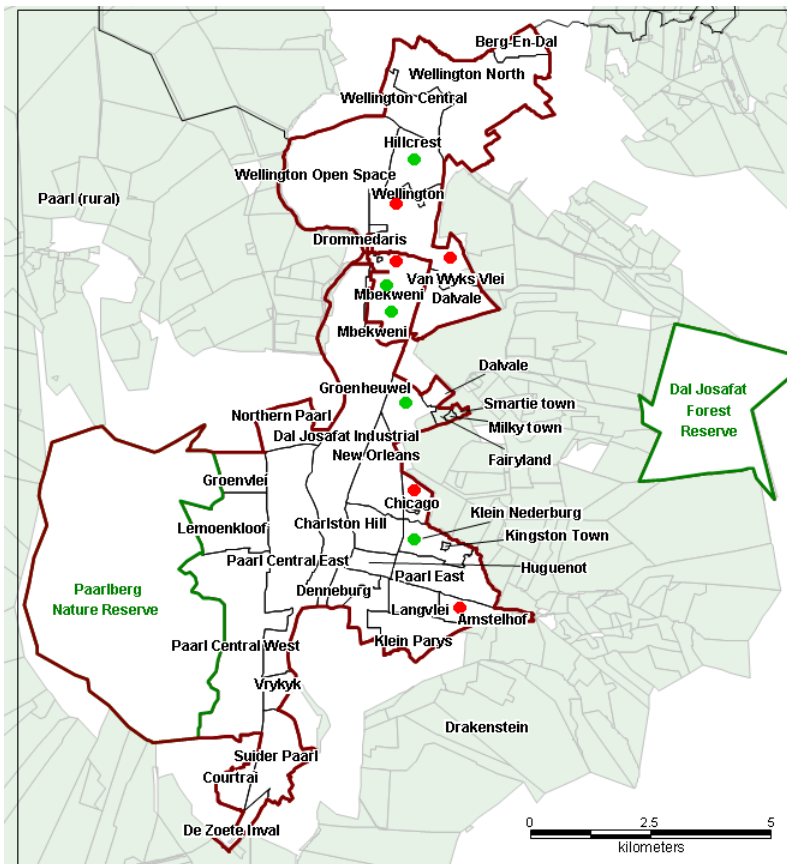 Berg-En-Dal
Wellington North
Wellington Central
Hillcrest
Wellington Open Space
Paarl (rural)
Wellington
Drommedaris
Van Wyks Vlei
Mbekweni
Dalvale
Mbekweni
Dalvale
Groenheuwel
Dal Josafat
Forest
Reserve
Smartie town
Northern Paarl
Milky town
Dal Josafat Industrial
New Orleans
Fairyland
Groenvlei
Chicago
Klein Nederburg
Lemoenkloof
Charlston Hill
Kingston Town
Paarl Central East
Huguenot
Paarl East
Paarlberg
Nature Reserve
Denneburg
Langvlei
Amstelhof
Paarl Central West
Klein Parys
Vrykyk
Drakenstein
Suider Paarl
Courtrai
De Zoete Inval
0 2.5 5
kilometers